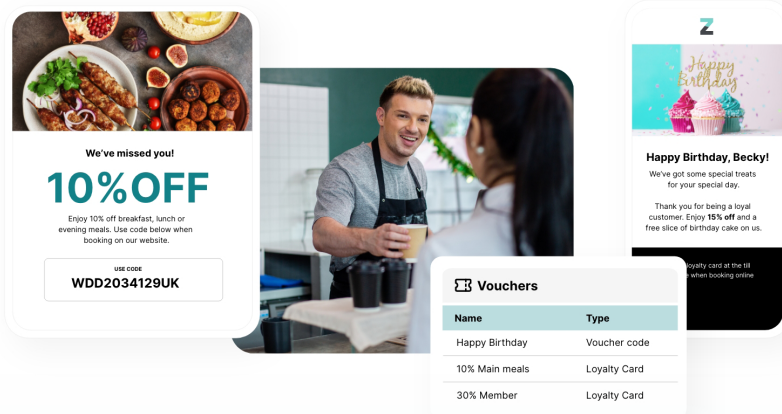 We've missed you!
10%OFF
Enjoy 10% off breakfast, lunch or
evening meals. Use code below when
booking on our website.
USE CODE
WDD2034129UK
Z
Happy
Birthday
Happy Birthday, Becky!
We've got some special treats
for your special day.
Thank you for being a loyal
customer. Enjoy 15% off and a
free slice of birthday cake on us.
loyalty card at the till
when booking online
Vouchers
Name Type
Happy Birthday Voucher code
10% Main meals Loyalty Card
30% Member Loyalty Card